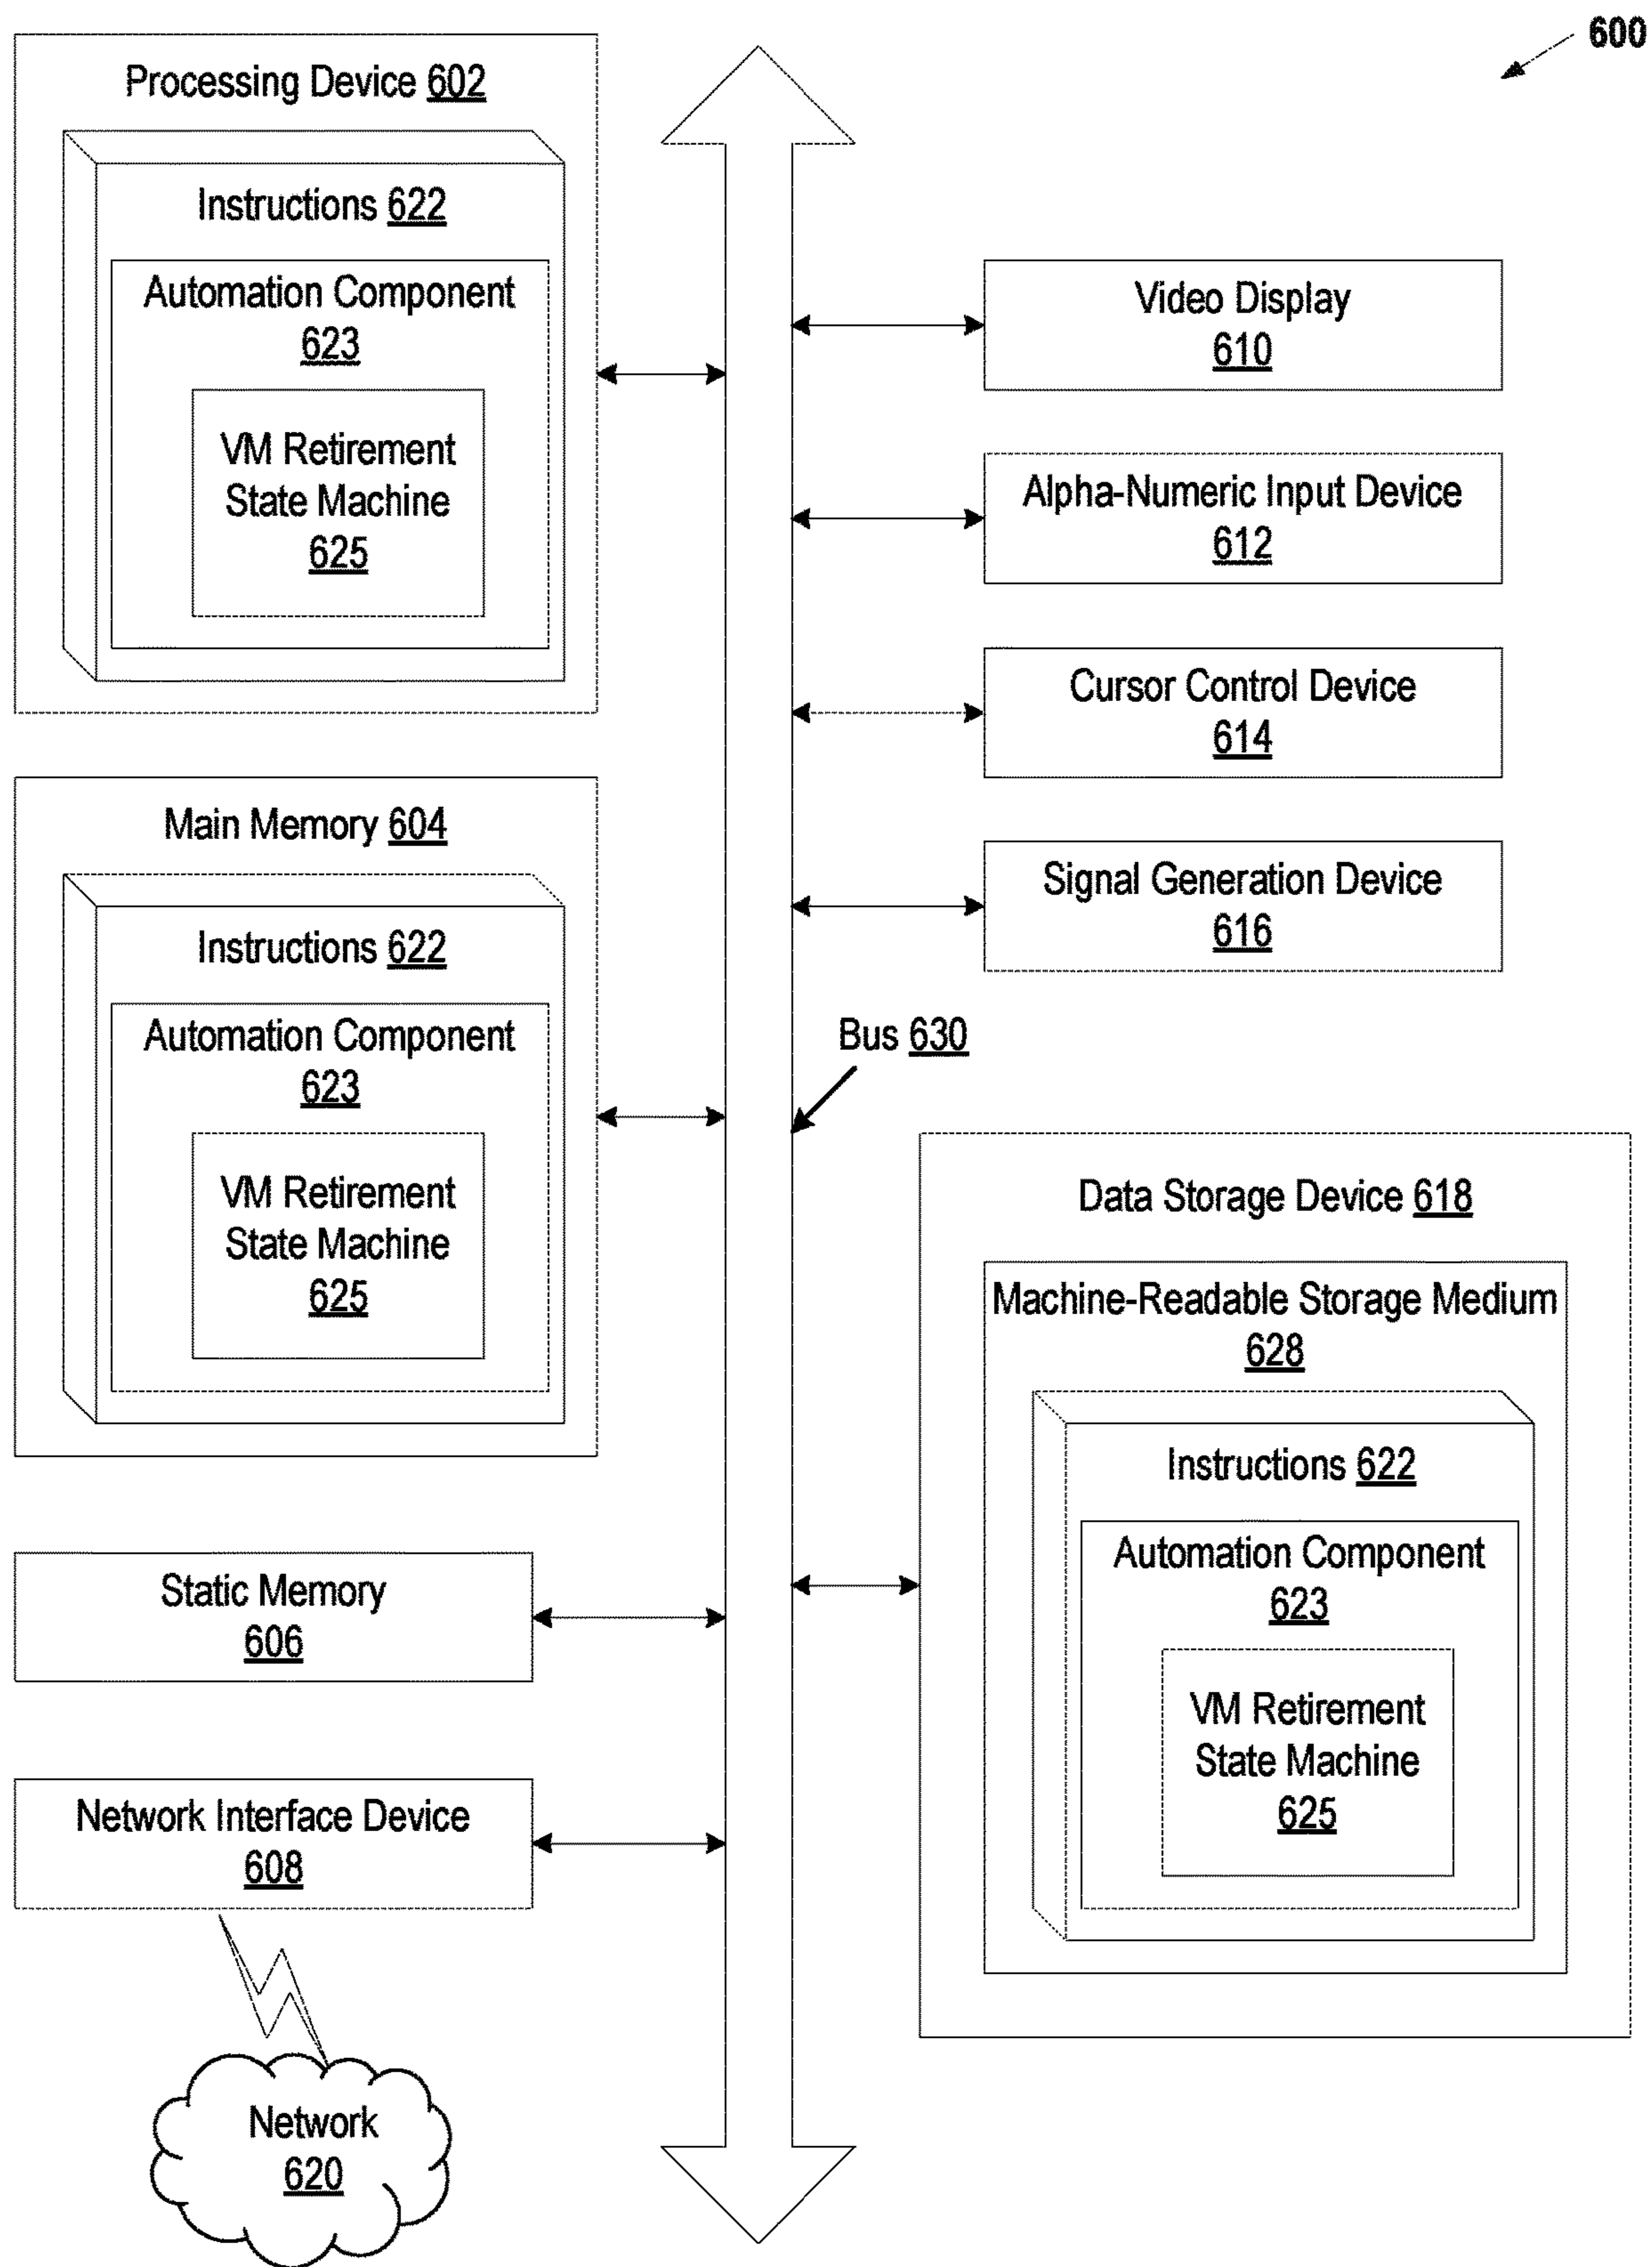 600
Processing Device 602
Instructions 622
Automation Component
623
VM Retirement
State Machine
625
Main Memory 604
Instructions 622
Automation Component
623
VM Retirement
State Machine
625
Static Memory
606
Network Interface Device
608
Network
620
Video Display
610
Alpha-Numeric Input Device
612
Cursor Control Device
614
Signal Generation Device
616
Bus 630
Data Storage Device 618
Machine-Readable Storage Medium
628
Instructions 622
Automation Component
623
VM Retirement
State Machine
625